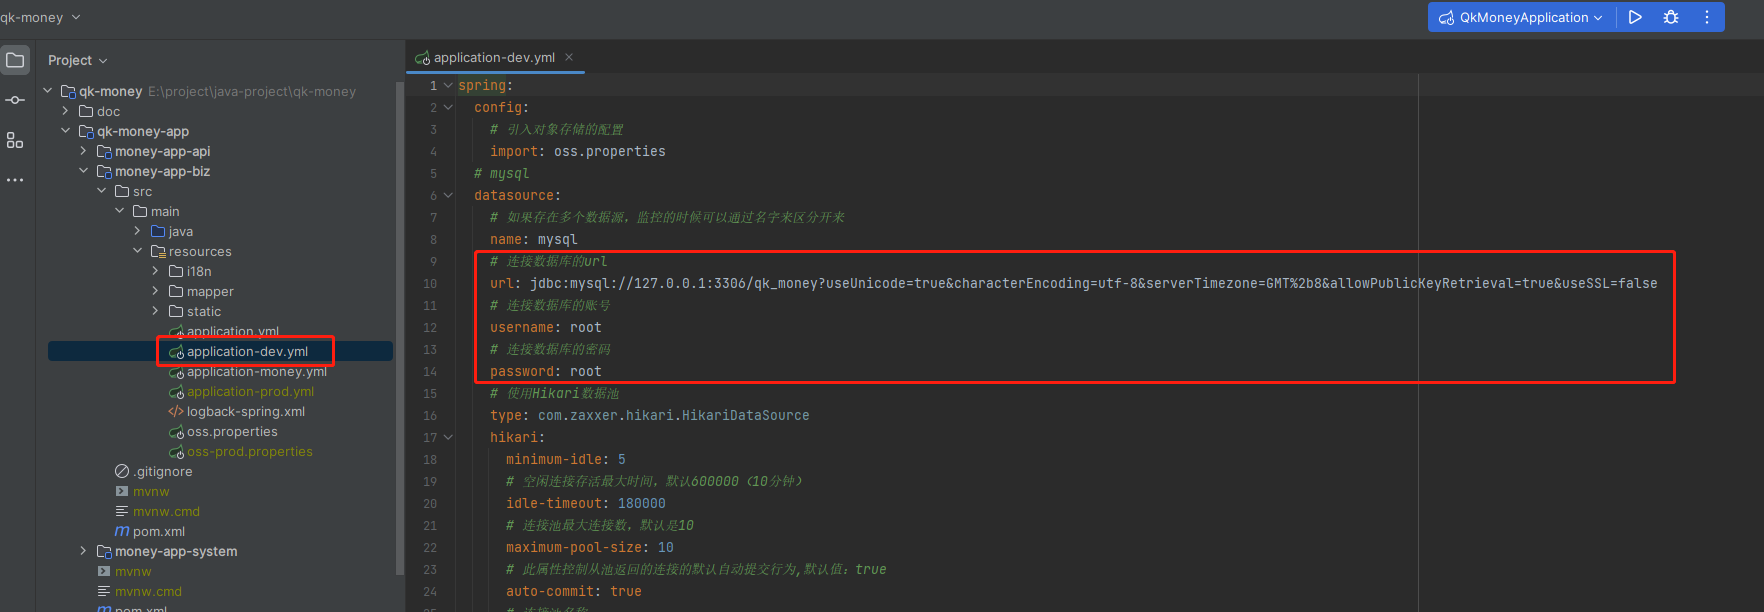 qk-money
QkMoneyApplication
Project
qk-money E:\project\java-project\qk-money
doc
qk-money-app
money-app-api
money-app-biz
src
main
java
resources
i18n
mapper
static
application.yml
application-dev.yml
application-money.yml
application-prod.yml
logback-spring.xml
oss.properties
oss-prod.properties
.gitignore
mvnw
mvnw.cmd
pom.xml
money-app-system
mvnw
mvnw.cmd
pom.xml
application-dev.yml
1 spring:
2 config:
3 # 引入对象存储的配置
4 import: oss.properties
5 # mysql
6 datasource:
7 # 如果存在多个数据源，监控的时候可以通过名字来区分开来
8 name: mysql
9 # 连接数据库的url
10 url: jdbc:mysql://127.0.0.1:3306/qk_money?useUnicode=true&characterEncoding=utf-8&serverTimezone=GMT%2b8&allowPublicKeyRetrieval=true&useSSL=false
11 # 连接数据库的账号
12 username: root
13 # 连接数据库的密码
14 password: root
15 # 使用Hikari数据池
16 type: com.zaxxer.hikari.HikariDataSource
17 hikari:
18 minimum-idle: 5
19 # 空闲连接存活最大时间，默认600000（10分钟）
20 idle-timeout: 180000
21 # 连接池最大连接数，默认是10
22 maximum-pool-size: 10
23 # 此属性控制从池返回的连接的默认自动提交行为,默认值：true
24 auto-commit: true
25 # 连接池名称